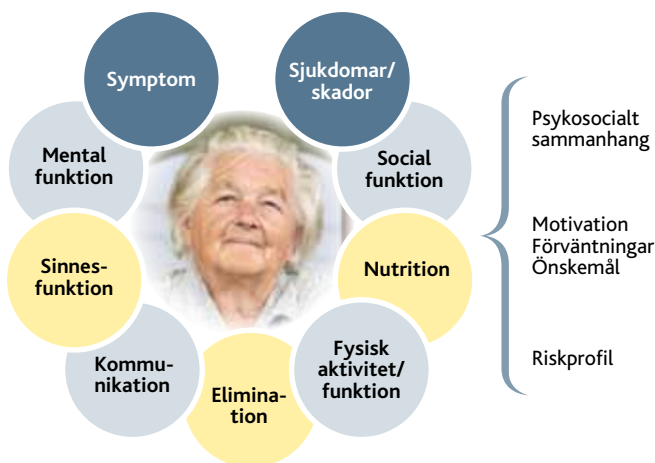 Symptom
Sjukdomar/
skador
Mental
funktion
Social
funktion
Sinnes-
funktion
Nutrition
Kommu-
nikation
Elimina-
tion
Fysisk
aktivitet/
funktion
Psykosocialt
sammanhang
Motivation
Förväntningar
Önskemål
Riskprofil